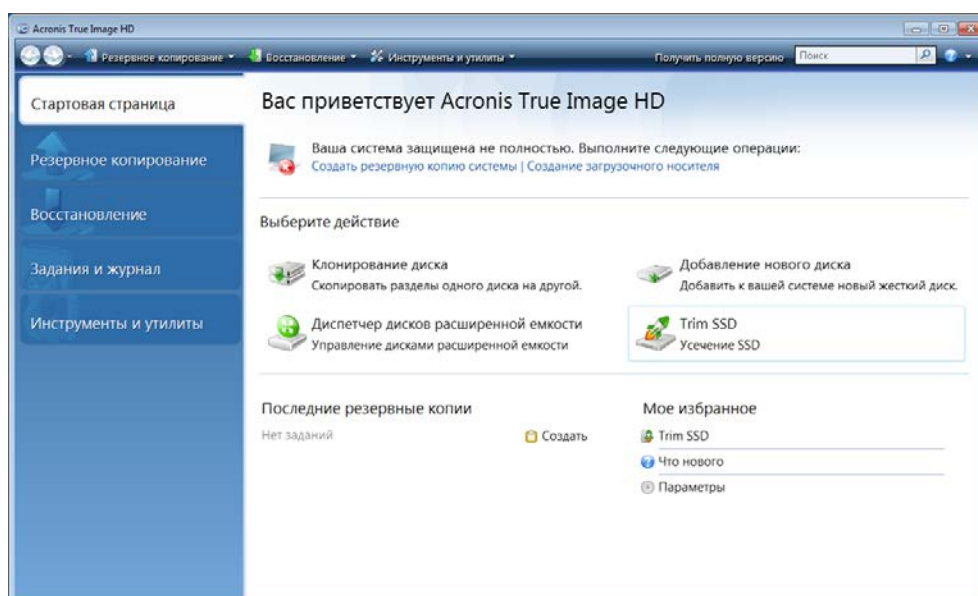 Acronis True Image HD
Резервное копирование Восстановление Инструменты и утилиты Получить полную версию Поиск
Стартовая страница
Резервное копирование
Восстановление
Задания и журнал
Инструменты и утилиты
Вас приветствует Acronis True Image HD
Ваша система защищена не полностью. Выполните следующие операции:
Создать резервную копию системы | Создание загрузочного носителя
Выберите действие
Клонирование диска
Скопировать разделы одного диска на другой.
Добавление нового диска
Добавить к вашей системе новый жесткий диск.
Диспетчер дисков расширенной емкости
Управление дисками расширенной емкости
Trim SSD
Усечение SSD
Последние резервные копии
Нет заданий Создать
Мое избранное
Trim SSD
Что нового
Параметры